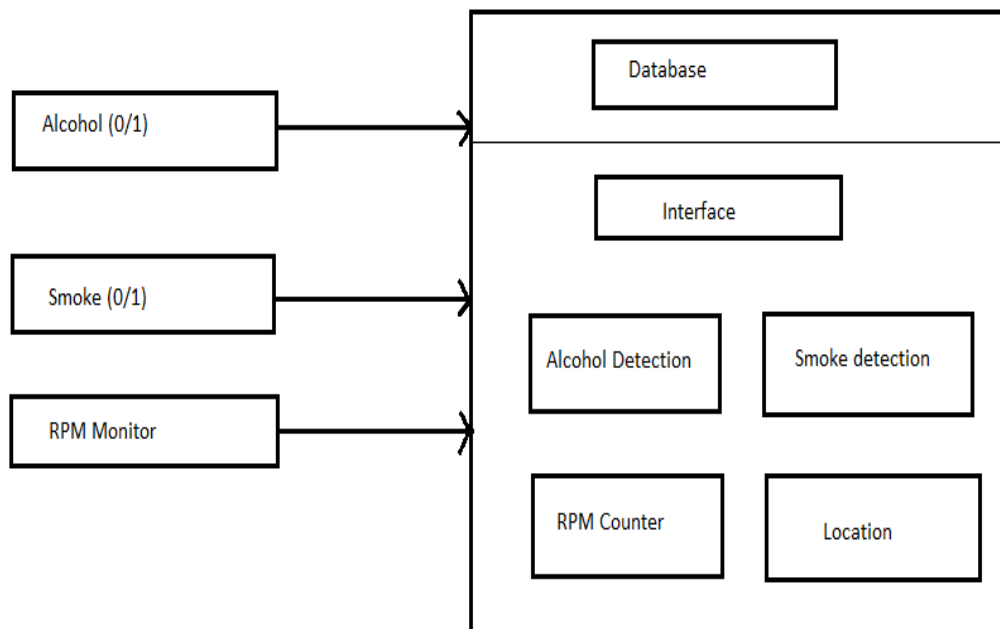 Database
Alcohol (0/1)
Interface
Smoke (0/1)
Alcohol Detection
Smoke detection
RPM Monitor
RPM Counter
Location